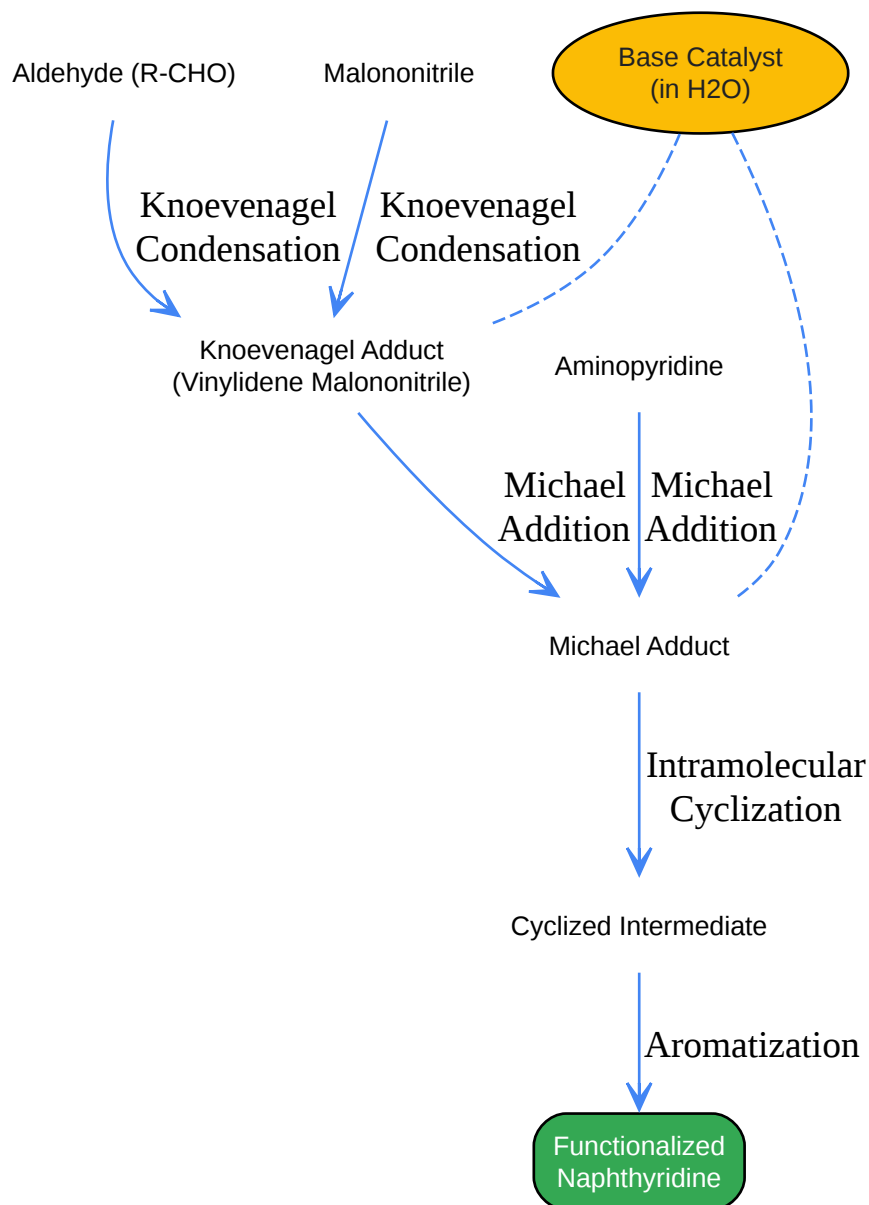 Aldehyde (R-CHO)
Malononitrile
Base Catalyst
(in H2O)
Knoevenagel
Condensation
Knoevenagel
Condensation
Knoevenagel Adduct
(Vinylidene Malononitrile)
Aminopyridine
Michael
Addition
Michael
Addition
Michael Adduct
Intramolecular
Cyclization
Cyclized Intermediate
Aromatization
Functionalized
Naphthyridine